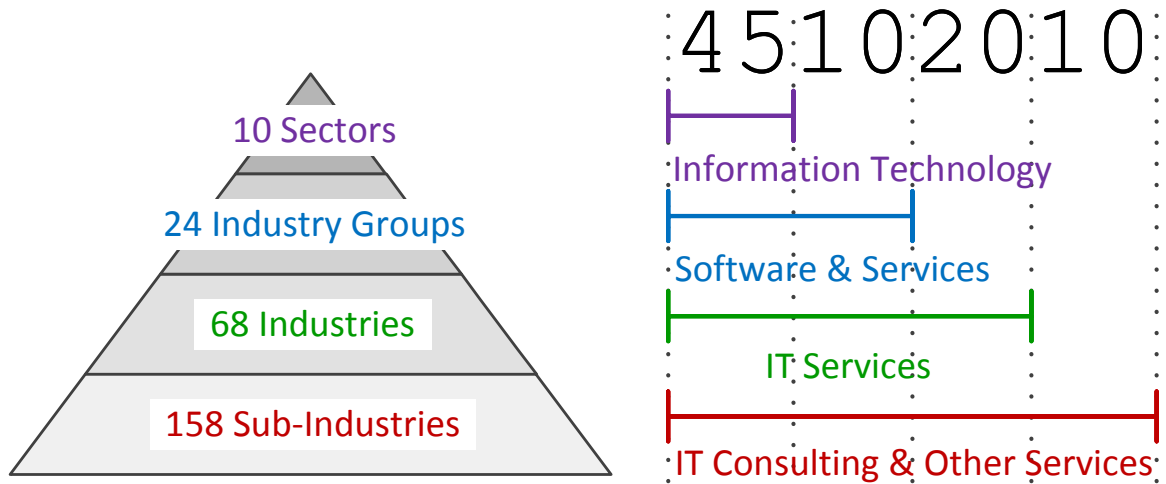 10 Sectors
24 Industry Groups
68 Industries
158 Sub-Industries
45102010
Information Technology
Software & Services
IT Services
IT Consulting & Other Services